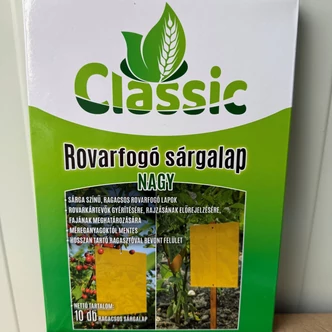 Classic
Rovarfogó sárgalap
NAGY
• SÁRGA SZÍNŰ, RAGACSOS ROVARFOGÓ LAPOK
• ROVARKÁRTEVŐK GYÉRÍTÉSÉRE, RAJZÁSÁNAK ELŐREJELZÉSÉRE,
FAJÁNAK MEGHATÁROZÁSÁRA
• MÉREGANYAGOKTÓL MENTES
• HOSSZAN TARTÓ RAGASZTÓVAL BEVONT FELÜLET
• NETTÓ TARTALOM:
10 db RAGACSOS SÁRGALAP